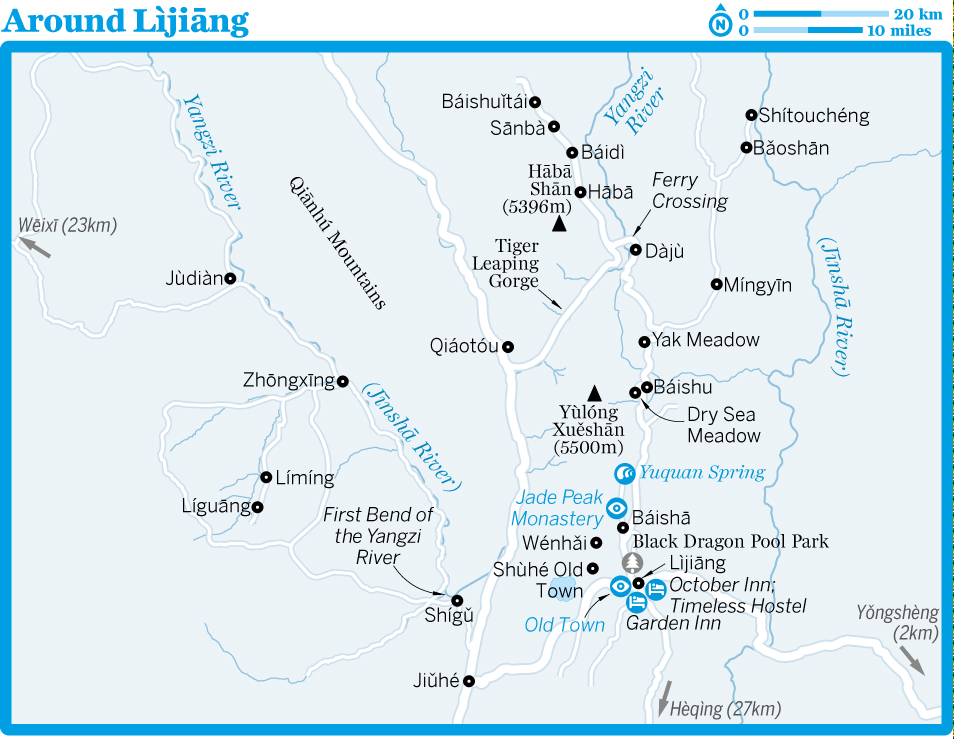 Around Lìjiāng
N
0 20 km
0 10 miles
Yangzi River
Yangzi
River
Báishuǐtái
Sānbà
Báidì
Hābā
Shān
(5396m)
Hābā
Ferry
Crossing
Shítouchéng
Bǎoshān
Wēixī (23km)
Qiānhú Mountains
Tiger
Leaping
Gorge
Dàjù
Jùdiàn
Míngyīn
(Jīnshā River)
Qiáotóu
Yak Meadow
Zhōngxīng
(Jīnshā River)
Báishu
Yùlóng
Xuěshān
(5500m)
Dry Sea
Meadow
Yuquan Spring
Límíng
Líguāng
Jade Peak
Monastery
First Bend of
the Yangzi
River
Báishā
Wénhǎi
Black Dragon Pool Park
Shùhé Old
Town
Lìjiāng
October Inn;
Timeless Hostel
Garden Inn
Old Town
Shígǔ
Yǒngshèng
(2km)
Jiǔhé
Hèqìng (27km)